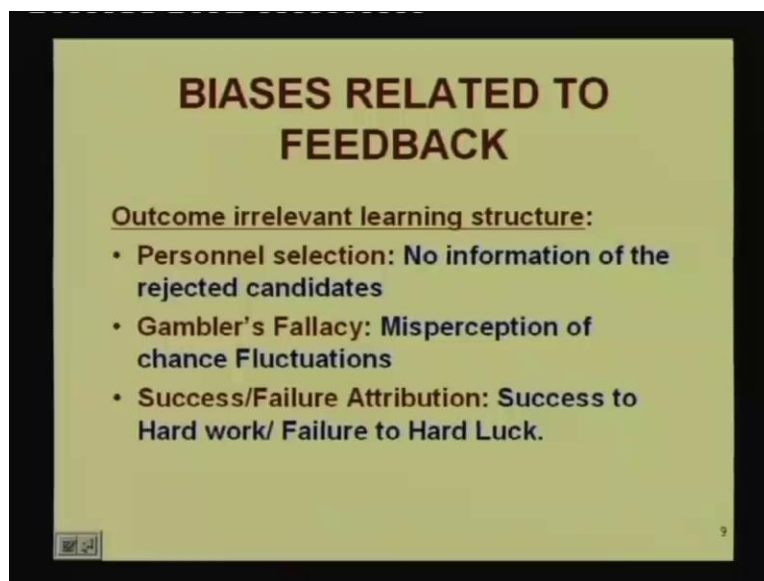 BIASES RELATED TO
FEEDBACK
Outcome irrelevant learning structure:
• Personnel selection: No information of the
rejected candidates
• Gambler's Fallacy: Misperception of
chance Fluctuations
• Success/Failure Attribution: Success to
Hard work/ Failure to Hard Luck.
9